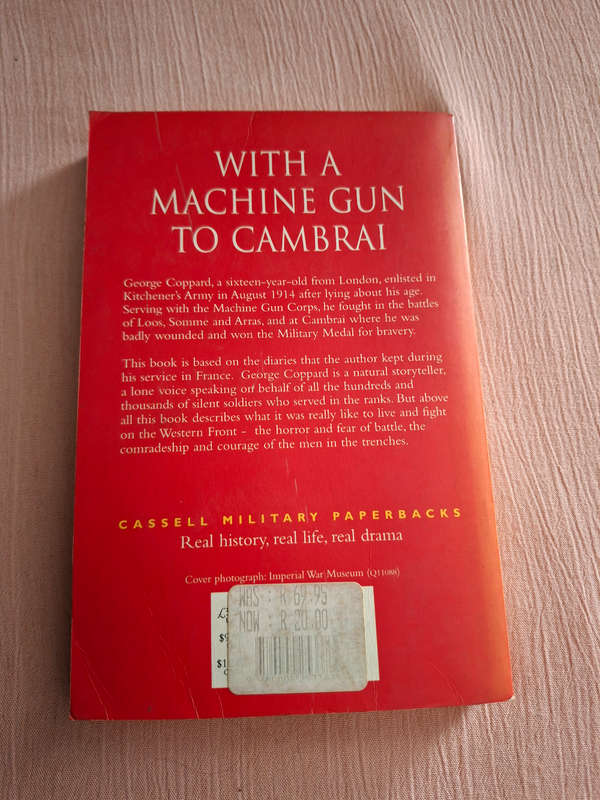 WITH A
MACHINE GUN
TO CAMBRAI
George Coppard, a sixteen-year-old from London, enlisted in
Kitchener's Army in August 1914 after lying about his age.
Serving with the Machine Gun Corps, he fought in the battles
of Loos, Somme and Arras, and at Cambrai where he was
badly wounded and won the Military Medal for bravery.
This book is based on the diaries that the author kept during
his service in France. George Coppard is a natural storyteller,
a lone voice speaking on behalf of all the hundreds and
thousands of silent soldiers who served in the ranks. But above
all this book describes what it was really like to live and fight
on the Western Front - the horror and fear of battle, the
comradeship and courage of the men in the trenches.
CASSELL MILITARY PAPERBACKS
Real history, real life, real drama
Cover photograph: Imperial War Museum (Q11088)
WAS : R 69.95
NOW : R 20.00